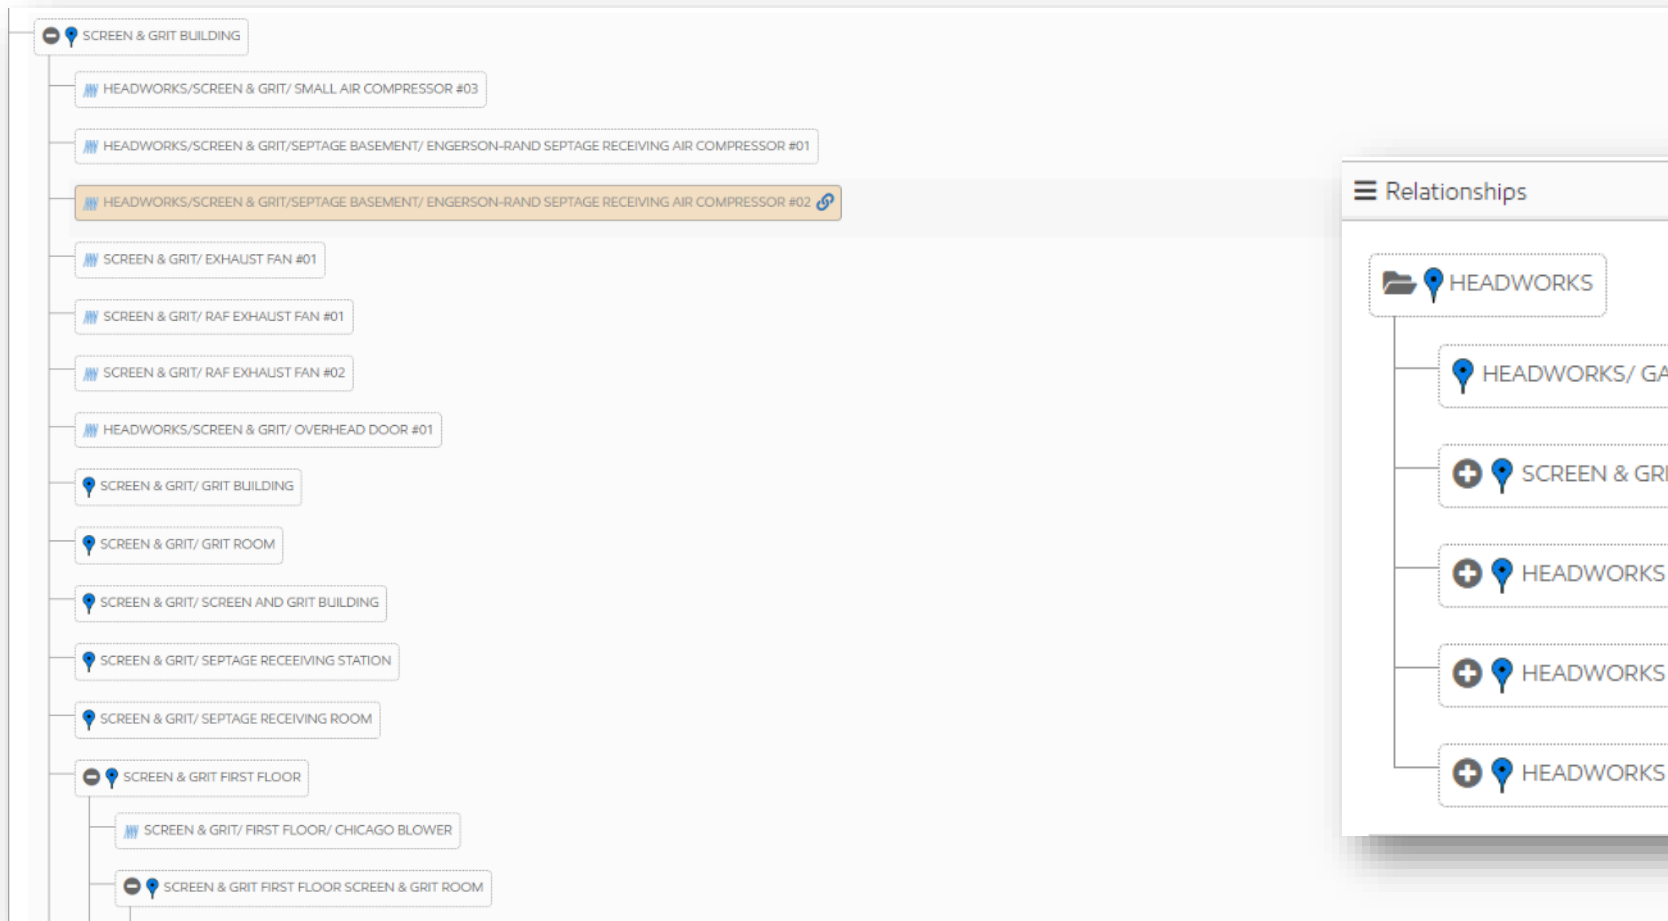 SCREEN & GRIT BUILDING
HEADWORKS/SCREEN & GRIT/ SMALL AIR COMPRESSOR #03
HEADWORKS/SCREEN & GRIT/SEPTAGE BASEMENT/ ENGERSON-RAND SEPTAGE RECEIVING AIR COMPRESSOR #01
HEADWORKS/SCREEN & GRIT/SEPTAGE BASEMENT/ ENGERSON-RAND SEPTAGE RECEIVING AIR COMPRESSOR #02
SCREEN & GRIT/ EXHAUST FAN #01
SCREEN & GRIT/ RAF EXHAUST FAN #01
SCREEN & GRIT/ RAF EXHAUST FAN #02
HEADWORKS/SCREEN & GRIT/ OVERHEAD DOOR #01
SCREEN & GRIT/ GRIT BUILDING
SCREEN & GRIT/ GRIT ROOM
SCREEN & GRIT/ SCREEN AND GRIT BUILDING
SCREEN & GRIT/ SEPTAGE RECEEIVING STATION
SCREEN & GRIT/ SEPTAGE RECEIVING ROOM
SCREEN & GRIT FIRST FLOOR
SCREEN & GRIT/ FIRST FLOOR/ CHICAGO BLOWER
SCREEN & GRIT FIRST FLOOR SCREEN & GRIT ROOM
Relationships
HEADWORKS
HEADWORKS/ GA
SCREEN & GRI
HEADWORKS
HEADWORKS
HEADWORKS